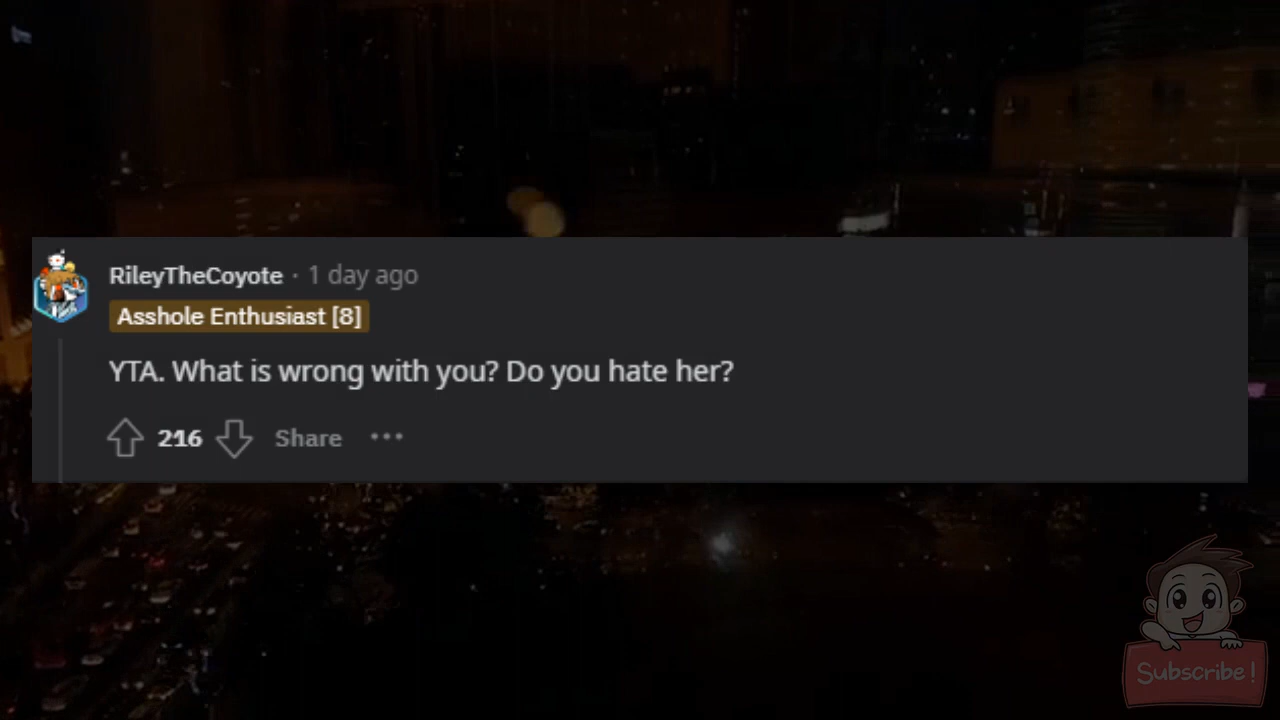 RileyTheCoyote · 1 day ago
Asshole Enthusiast [8]
YTA. What is wrong with you? Do you hate her?
216 Share •••
Subscribe!